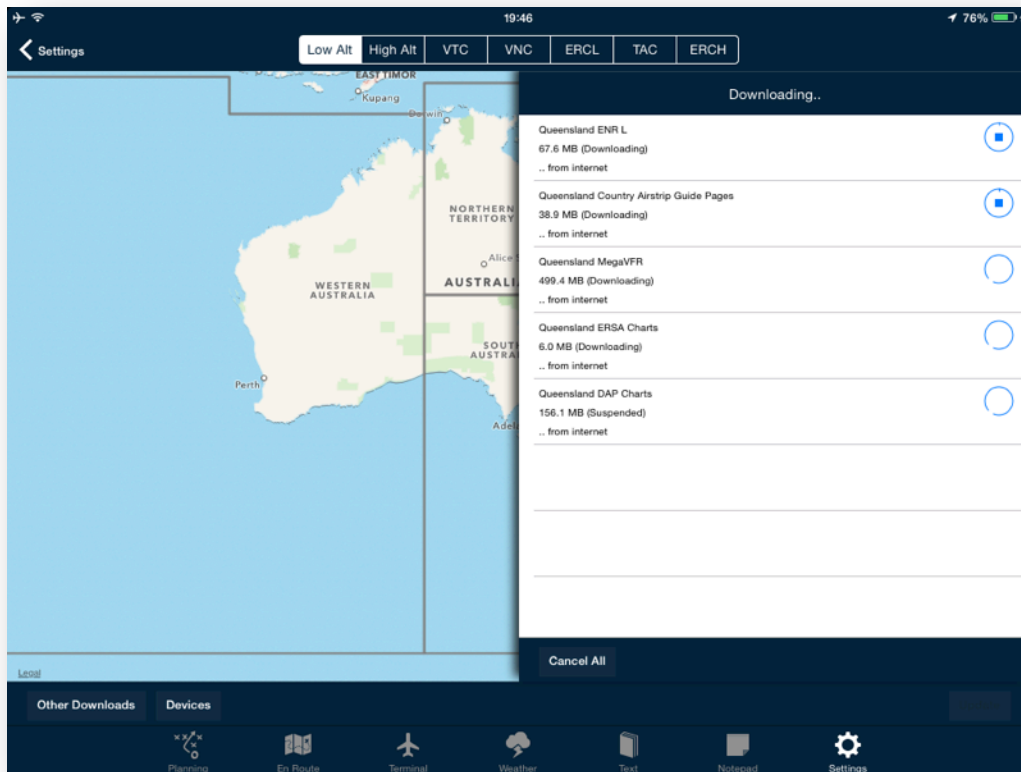 19:46
76%
Settings
Low Alt
High Alt
VTC
VNC
ERCL
TAC
ERCH
EAST TIMOR
Kupang
Darwin
NORTHERN
TERRITORY
Alice
AUSTRALI
WESTERN
AUSTRALIA
SOUT
AUSTRA
Perth
Adel
Legal
Downloading..
Queensland ENR L
67.6 MB (Downloading)
.. from internet
Queensland Country Airstrip Guide Pages
38.9 MB (Downloading)
.. from internet
Queensland MegaVFR
499.4 MB (Downloading)
.. from internet
Queensland ERSA Charts
6.0 MB (Downloading)
.. from internet
Queensland DAP Charts
156.1 MB (Suspended)
.. from internet
Cancel All
Other Downloads
Devices
Planning
En Route
Terminal
Weather
Text
Notepad
Settings